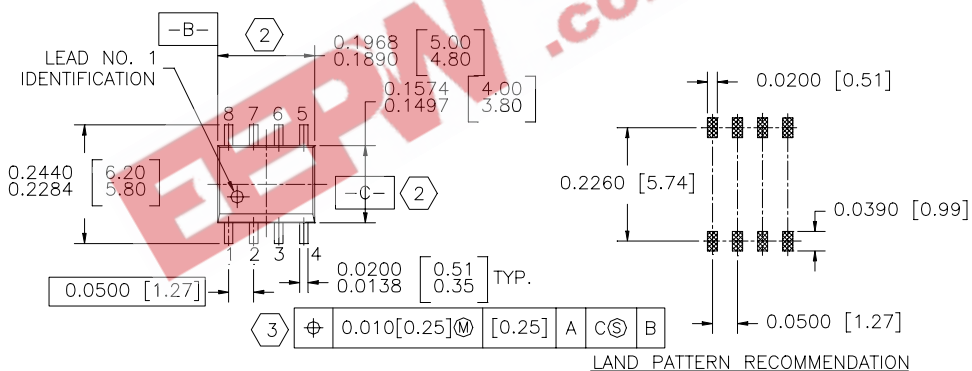 -B-
2
0.1968 [5.00]
0.1890 [4.80]
LEAD NO. 1
IDENTIFICATION
0.1574 [4.00]
0.1497 [3.80]
8 7 6 5
0.2440 [6.20]
0.2284 [5.80]
-C-
2
1 2 3 4
0.0500 [1.27]
0.0200 [0.51]
0.0138 [0.35]
TYP.
3
⌖ 0.010[0.25]Ⓜ [0.25] A CⓈ B
0.0200 [0.51]
0.2260 [5.74]
0.0390 [0.99]
0.0500 [1.27]
LAND PATTERN RECOMMENDATION
EEPW.co